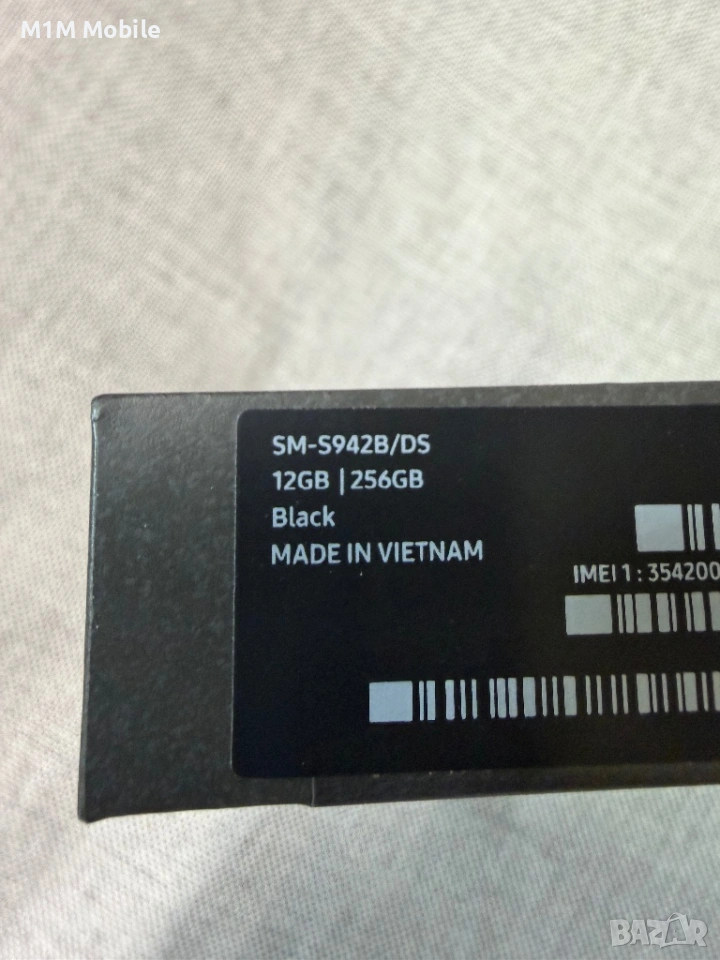 M1M Mobile
SM-S942B/DS
12GB | 256GB
Black
MADE IN VIETNAM
IMEI 1 : 354200
BAZAR